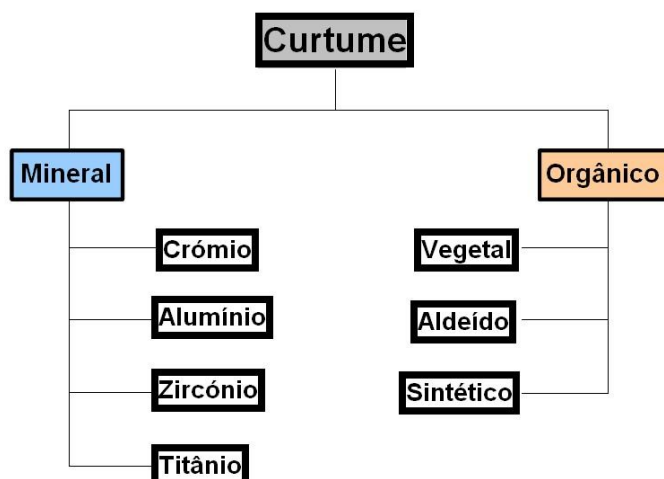 Curtume
Mineral
Orgânico
Crómio
Vegetal
Alumínio
Aldeído
Zircónio
Sintético
Titânio